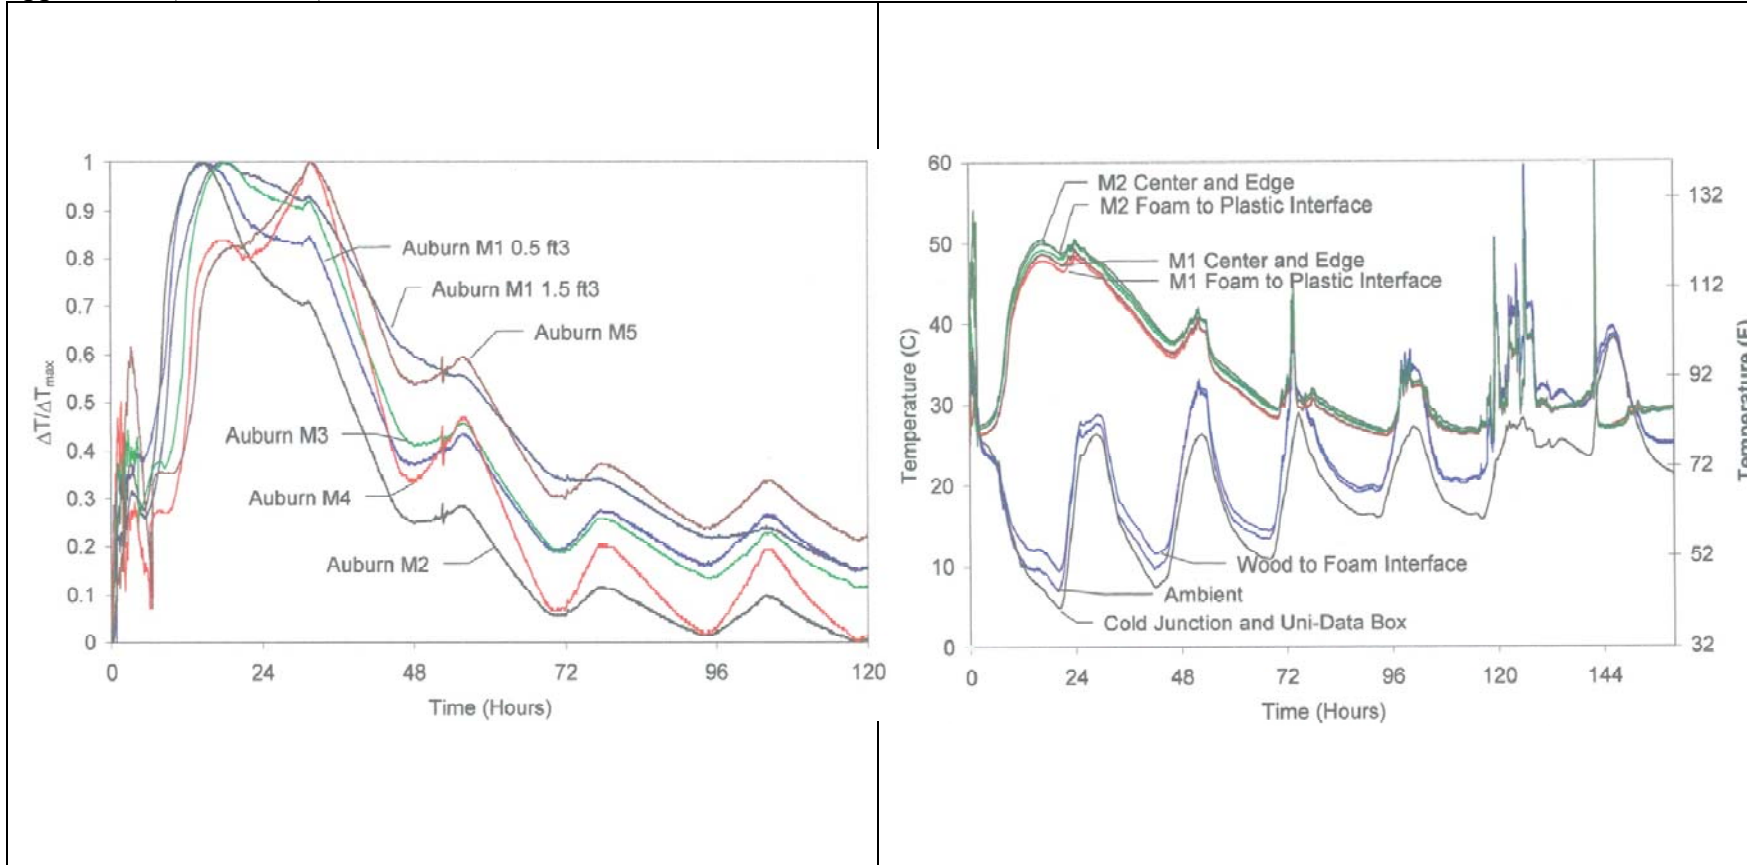 1
0.9
0.8
0.7
0.6
0.5
0.4
0.3
0.2
0.1
0
ΔT/ΔTmax
Auburn M1 0.5 ft3
Auburn M1 1.5 ft3
Auburn M5
Auburn M3
Auburn M4
Auburn M2
0 24 48 72 96 120
Time (Hours)
60
50
40
30
20
10
0
Temperature (C)
M2 Center and Edge
M2 Foam to Plastic Interface
M1 Center and Edge
M1 Foam to Plastic Interface
Wood to Foam Interface
Ambient
Cold Junction and Uni-Data Box
132
112
92
72
52
32
Temperature (F)
0 24 48 72 96 120 144
Time (Hours)